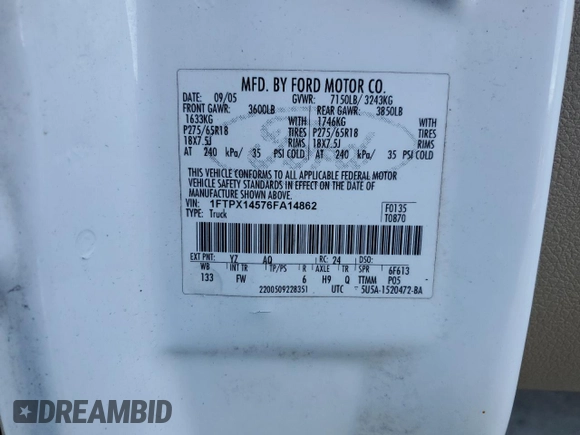 MFD. BY FORD MOTOR CO.
DATE: 09/05 GVWR: 7150LB/ 3243KG
FRONT GAWR: 3600LB REAR GAWR: 3850LB
1633KG WITH 1746KG WITH
P275/65R18 TIRES P275/65R18 TIRES
18X7.5J RIMS 18X7.5J RIMS
AT 240 kPa/ 35 PSI COLD AT 240 kPa/ 35 PSI COLD
THIS VEHICLE CONFORMS TO ALL APPLICABLE FEDERAL MOTOR
VEHICLE SAFETY STANDARDS IN EFFECT ON THE DATE OF
MANUFACTURE SHOWN ABOVE.
VIN: 1FTPX14576FA14862 F0135
TYPE: Truck T0870
EXT PNT: YZ AQ RC: 24 DSO:
WB INT TR TP/PS R AXLE TR SPR 6F613
133 FW 6 H9 Q TTMM P05 -
2200509228351 UTC 5U5A-1520472-BA
DREAMBID